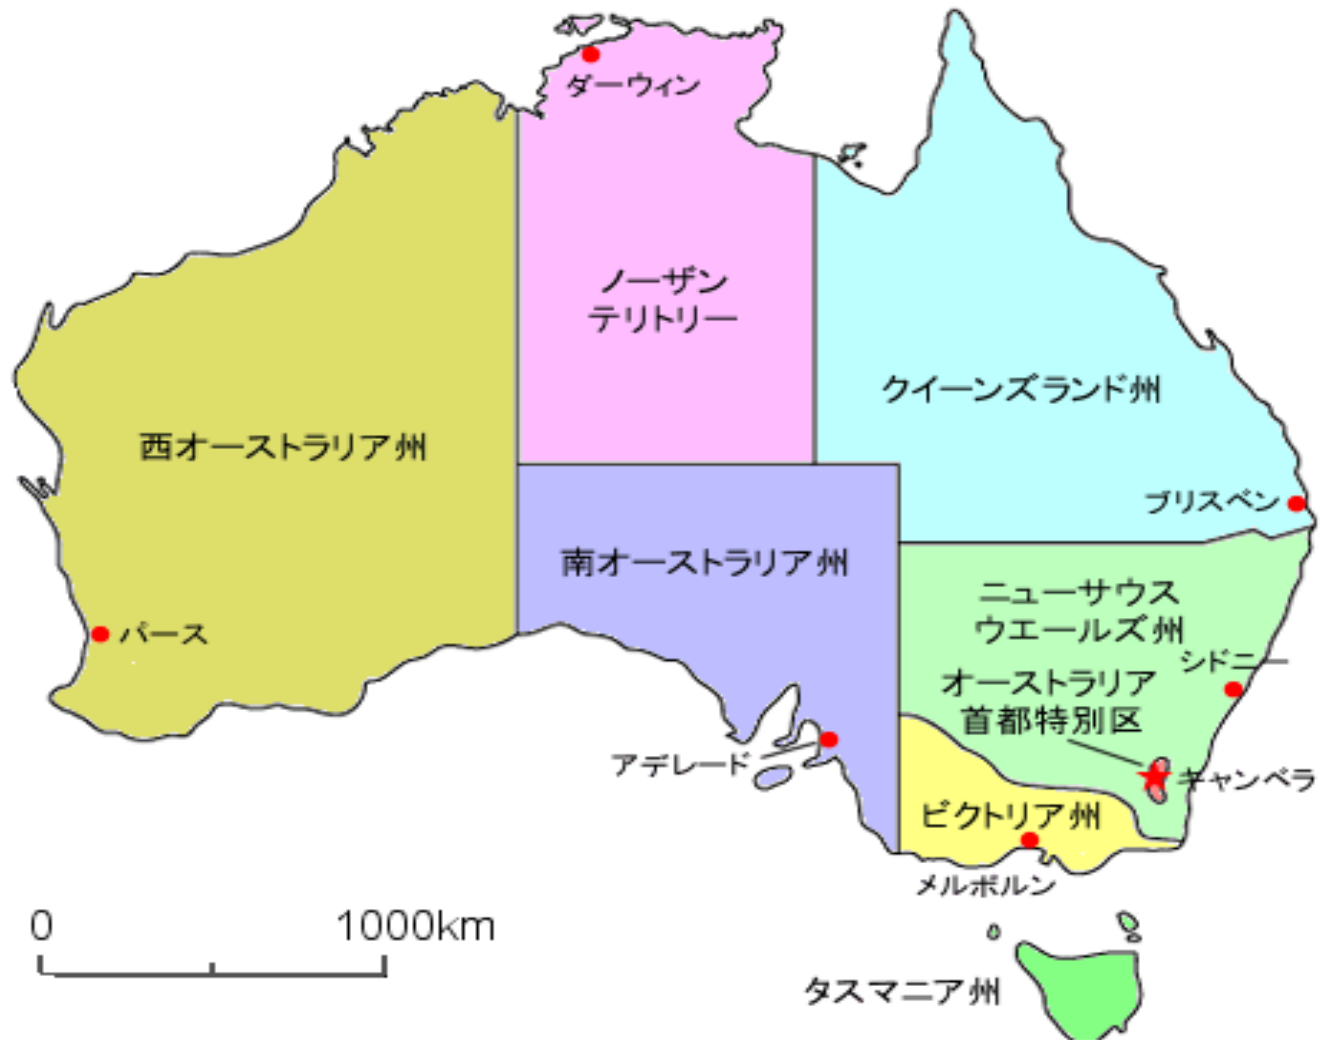 ダーウィン
ノーザン
テリトリー
クイーンズランド州
西オーストラリア州
ブリスベン
南オーストラリア州
ニューサウス
ウエールズ州
パース
シドニー
オーストラリア
首都特別区
アデレード
キャンベラ
ビクトリア州
メルボルン
0 1000km
タスマニア州